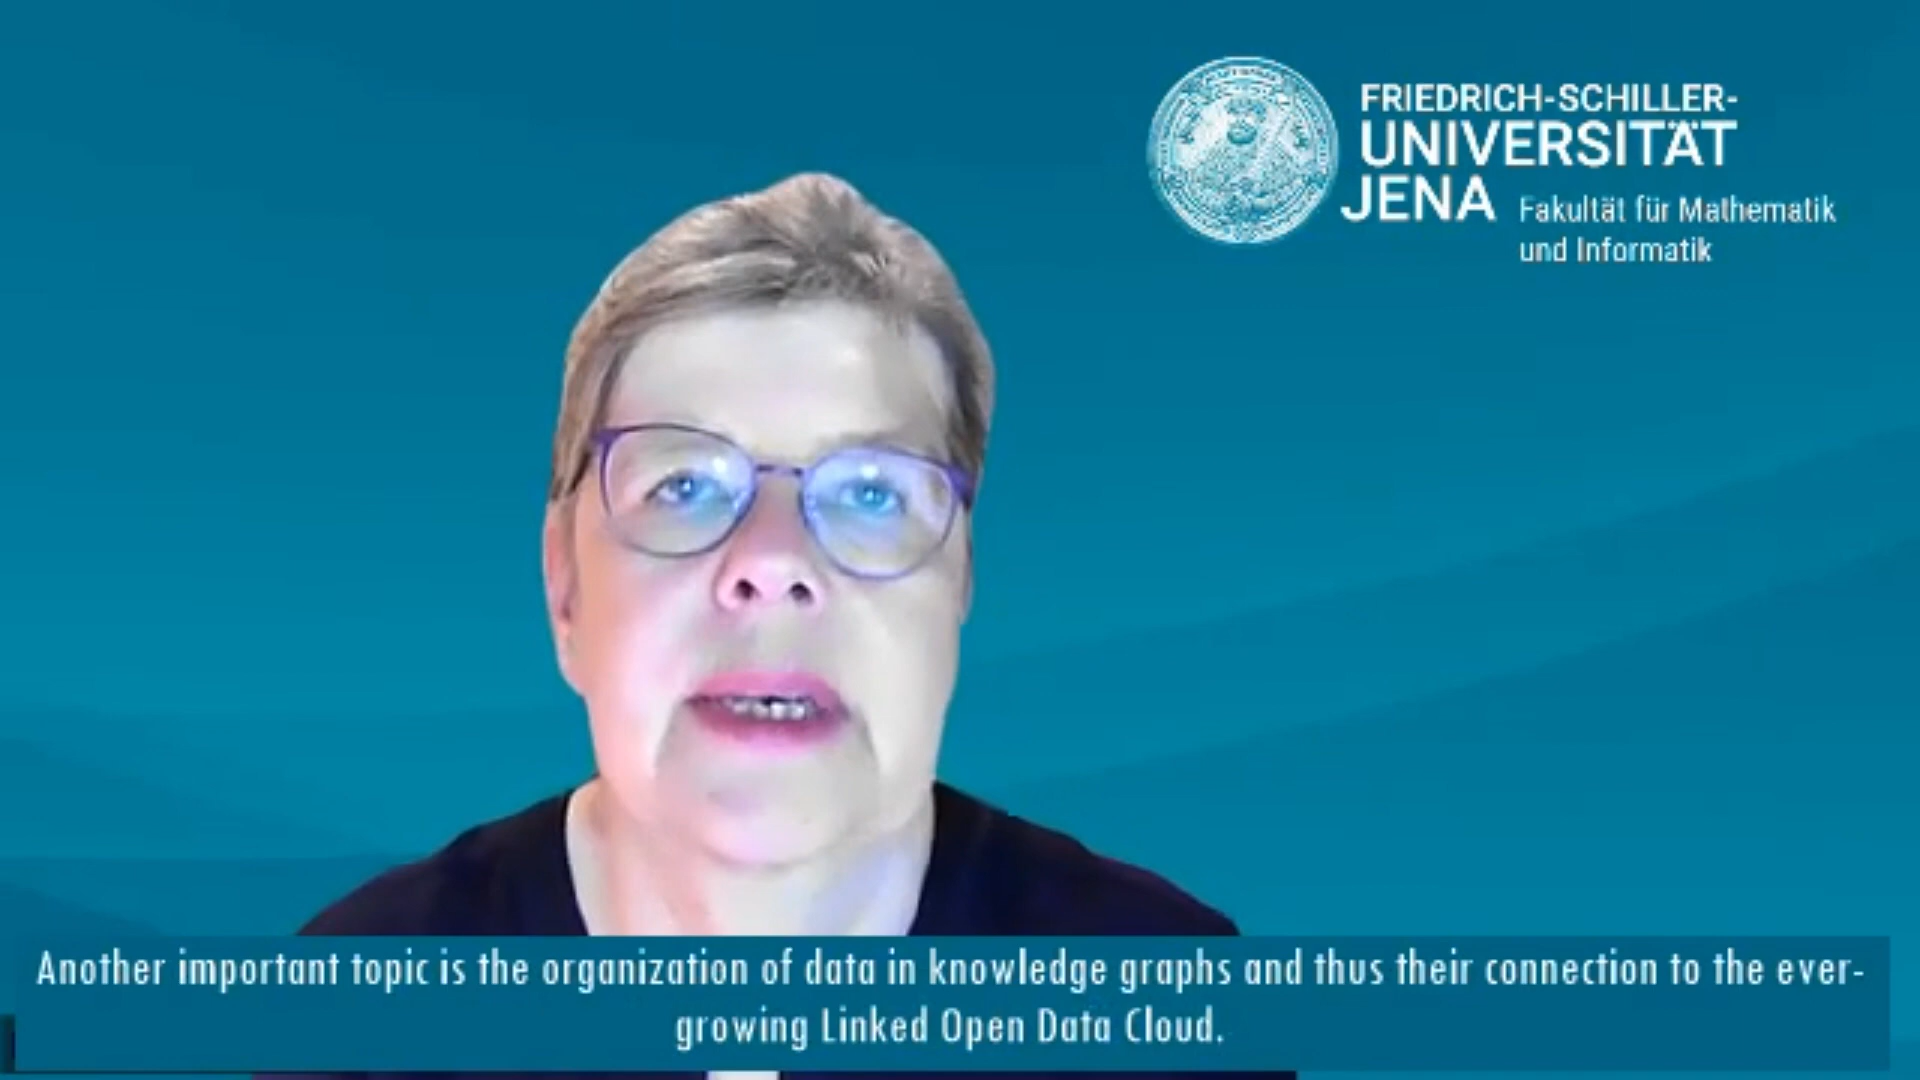 FRIEDRICH-SCHILLER-
UNIVERSITÄT
JENA
Fakultät für Mathematik
und Informatik
Another important topic is the organization of data in knowledge graphs and thus their connection to the ever-
growing Linked Open Data Cloud.